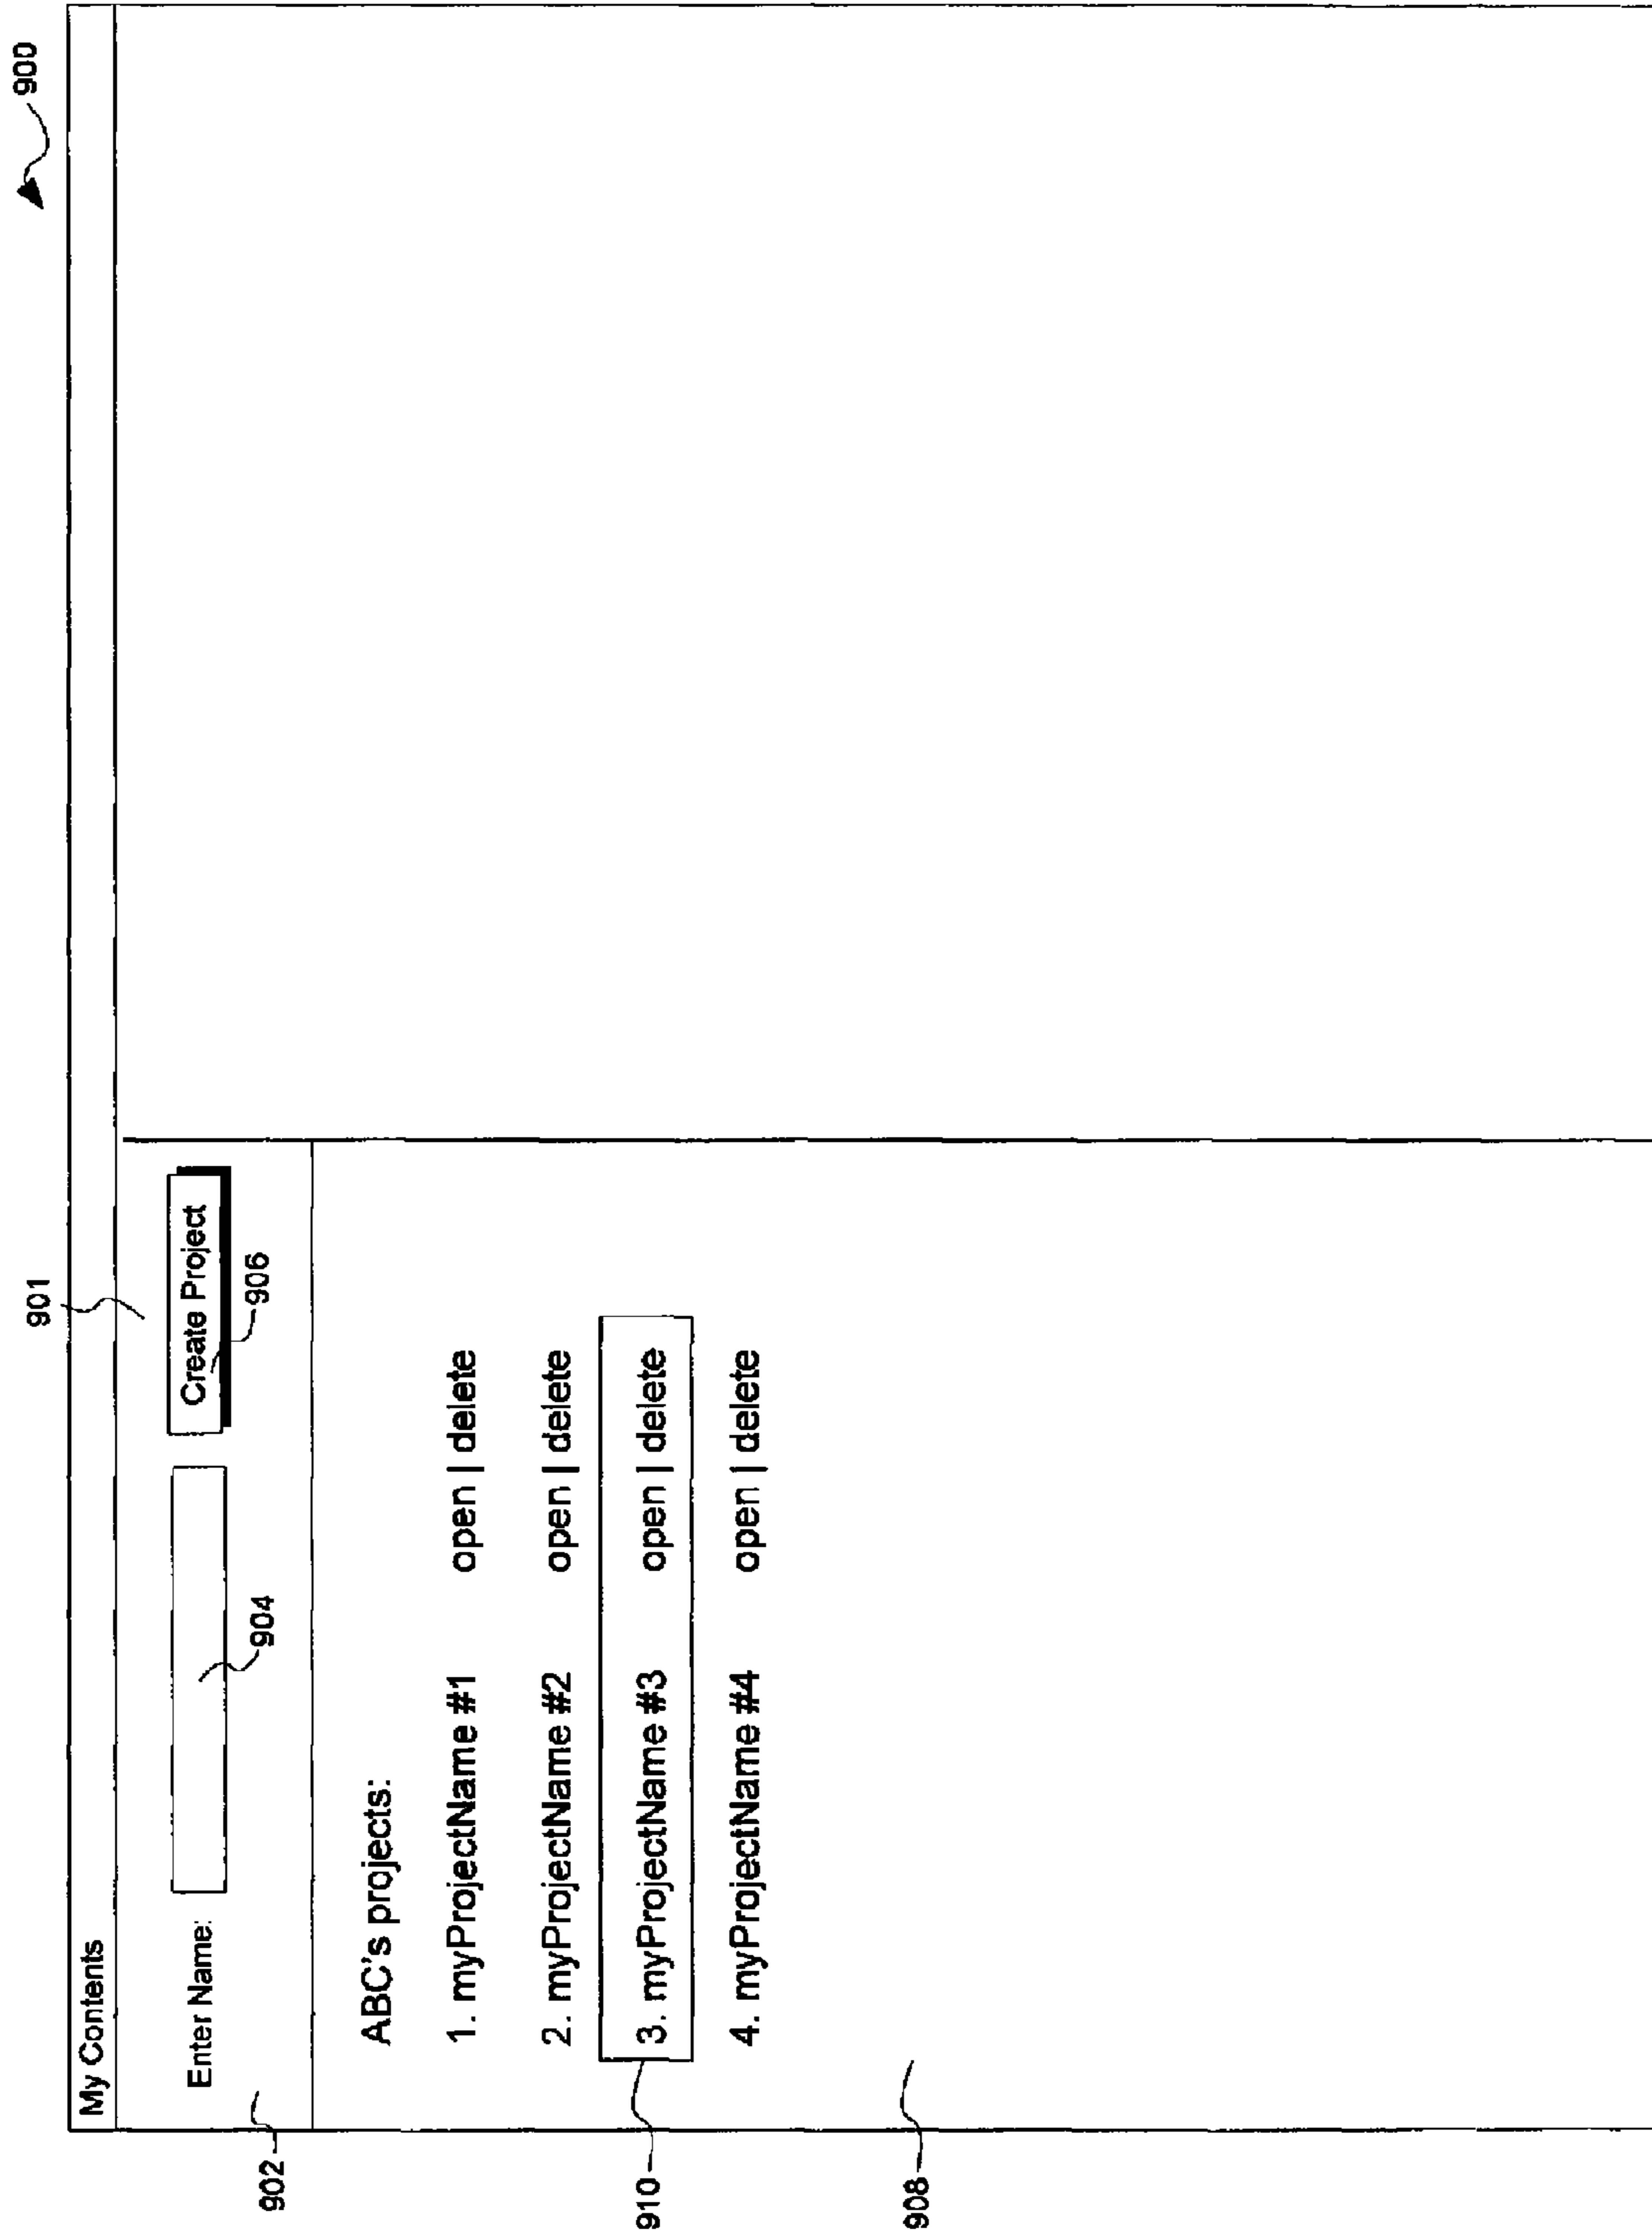 900
901
My Contents
Enter Name:
Create Project
902
904
906
ABC's projects:
1. myProjectName #1 open | delete
2. myProjectName #2 open | delete
3. myProjectName #3 open | delete
910
4. myProjectName #4 open | delete
908